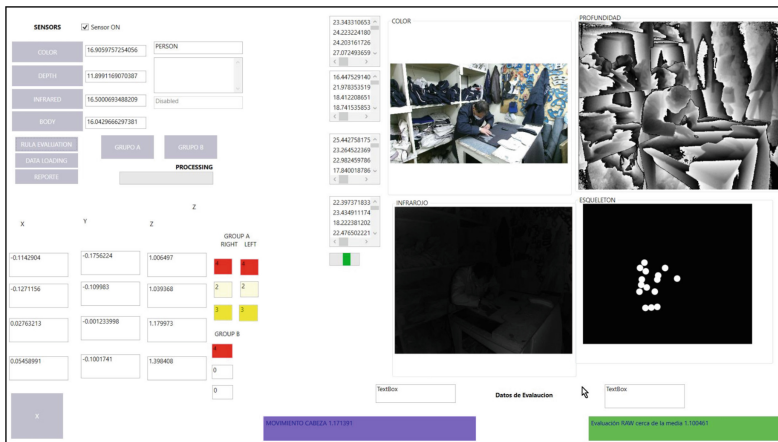 SENSORS
Sensor ON
COLOR
16.9059757254056
PERSON
DEPTH
11.8991169070387
INFRARED
16.5000693488209
Disabled
BODY
16.0429666297381
RULA EVALUATION
DATA LOADING
REPORTS
GRUPO A
GRUPO B
PROCESSING
23.343310653
24.223224180
24.203161726
27.072493659
16.447529140
21.978353519
18.412208651
18.741535853
25.442758175
23.264522369
22.982459786
17.840018786
22.397371833
23.434911174
18.222381202
22.476502221
COLOR
PROFUNDIDAD
INFRAROJO
ESQUELETON
Z
X
Y
Z
GROUP A
RIGHT LEFT
-0.1142904
-0.1756224
1.006497
4
4
-0.1271156
-0.109983
1.039368
2
2
0.02763213
-0.001233998
1.179973
3
3
GROUP B
0.05458991
-0.1001741
1.398408
4
0
0
X
TextBox
Datos de Evalaucion
TextBox
MOVIMIENTO CABEZA 1.171391
Evaluación RAW cerca de la media 1.100461